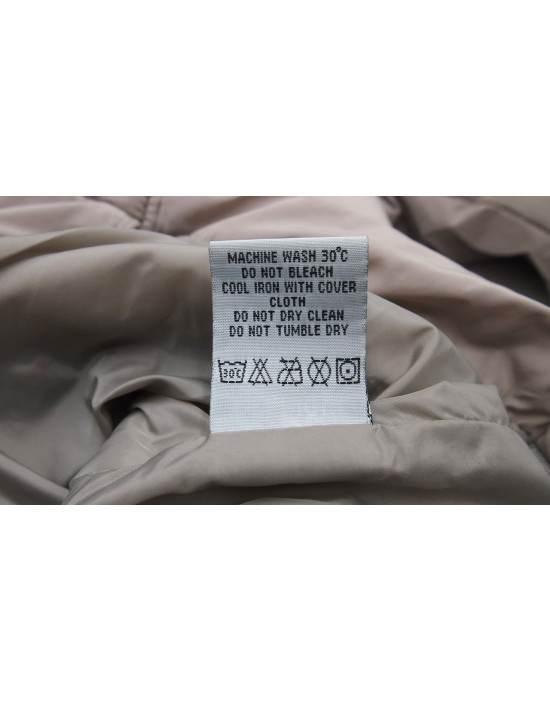 MACHINE WASH 30°C
DO NOT BLEACH
COOL IRON WITH COVER
CLOTH
DO NOT DRY CLEAN
DO NOT TUMBLE DRY
30°C